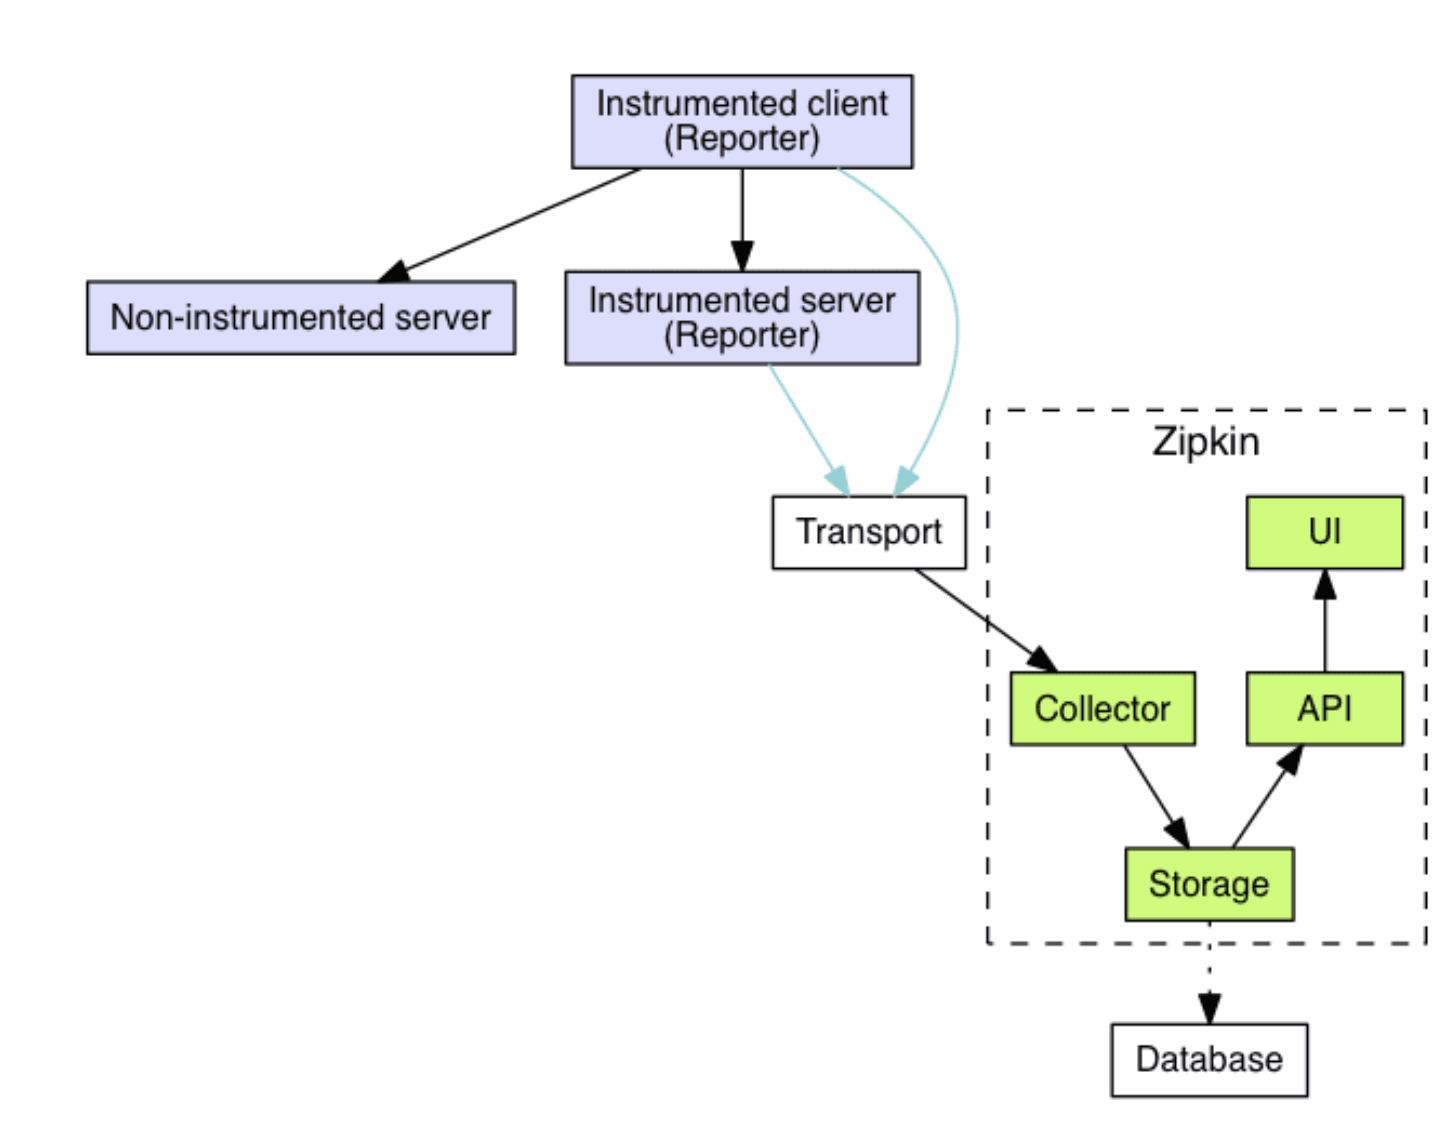 Instrumented client
(Reporter)
Non-instrumented server
Instrumented server
(Reporter)
Zipkin
Transport
UI
Collector
API
Storage
Database